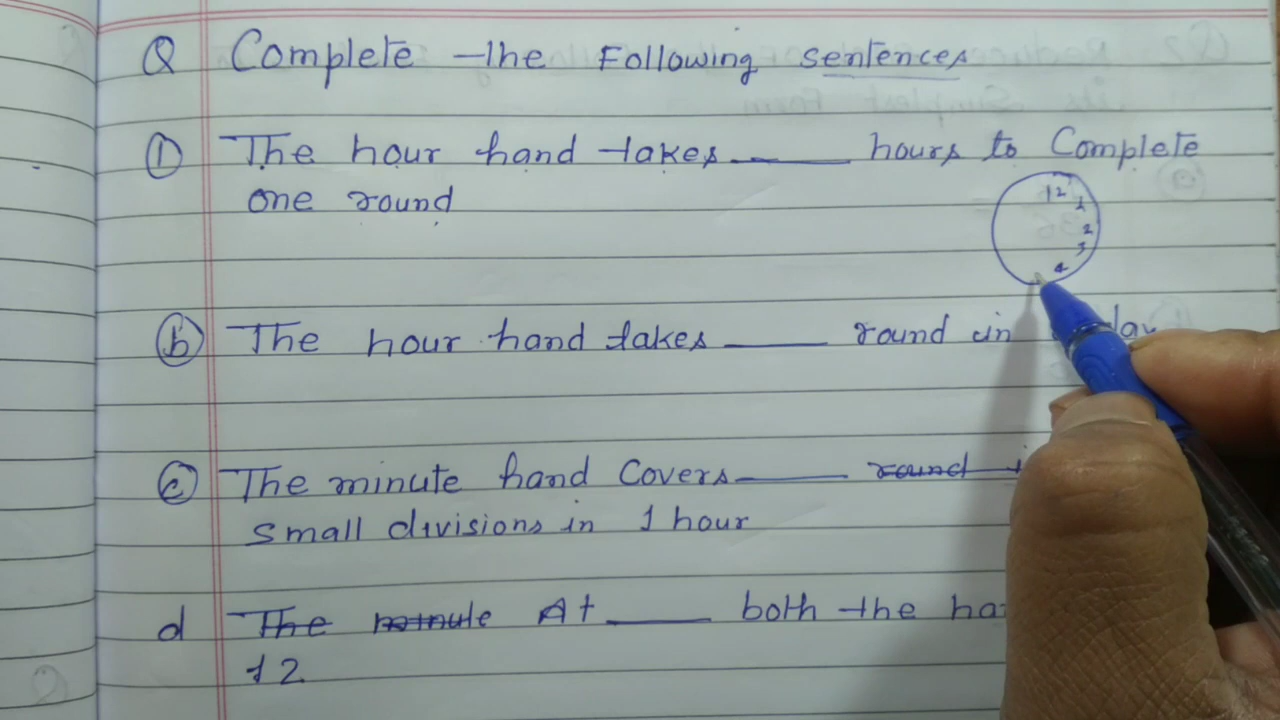 Q Complete the Following sentences
① The hour hand takes ____ hours to Complete
one round
12
1
2
3
4
ⓑ The hour hand takes ____ round in day
ⓒ The minute hand Covers ____ round
small divisions in 1 hour
d The minute At ____ both the
12